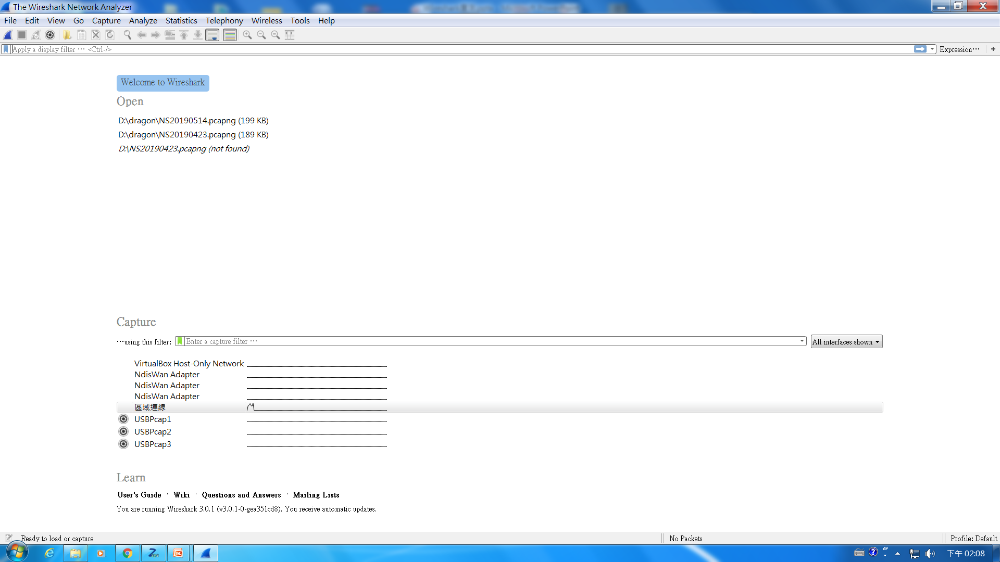 The Wireshark Network Analyzer
File Edit View Go Capture Analyze Statistics Telephony Wireless Tools Help
Apply a display filter ⋯ <Ctrl-/> Expression⋯ +
Welcome to Wireshark
Open
D:\dragon\NS20190514.pcapng (199 KB)
D:\dragon\NS20190423.pcapng (189 KB)
D:\NS20190423.pcapng (not found)
Capture
⋯using this filter: Enter a capture filter ⋯ All interfaces shown
VirtualBox Host-Only Network
NdisWan Adapter
NdisWan Adapter
NdisWan Adapter
區域連線
USBPcap1
USBPcap2
USBPcap3
Learn
User's Guide · Wiki · Questions and Answers · Mailing Lists
You are running Wireshark 3.0.1 (v3.0.1-0-gea351cd8). You receive automatic updates.
Ready to load or capture No Packets Profile: Default
下午 02:08